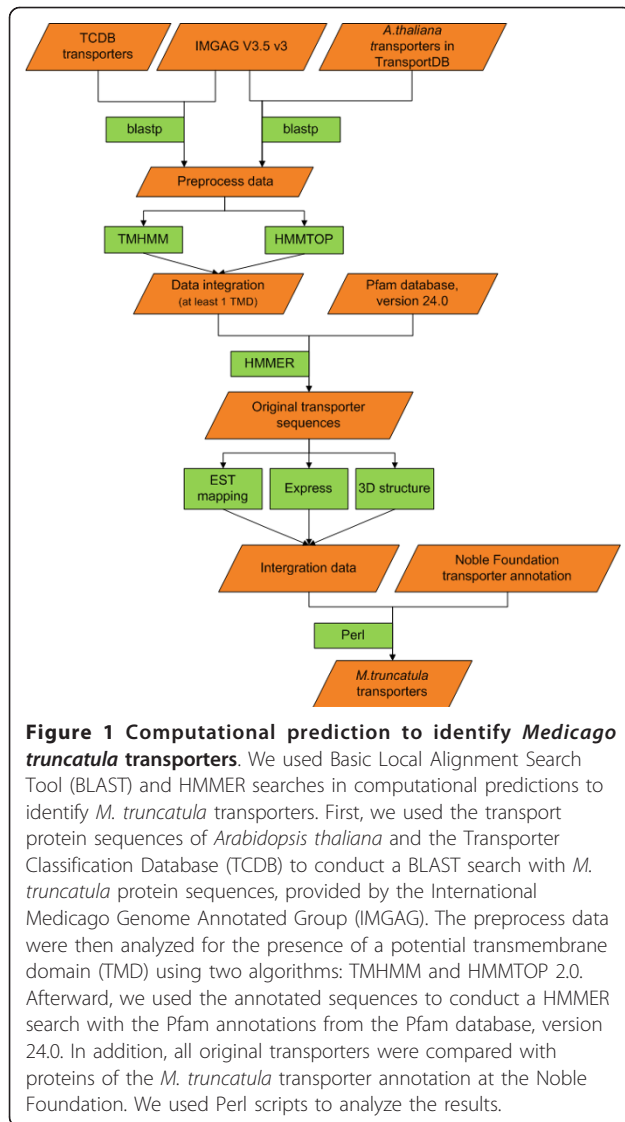 TCDB
transporters
IMGAG V3.5 v3
A.thaliana
transporters in
TransportDB
blastp
blastp
Preprocess data
TMHMM
HMMTOP
Data integration
(at least 1 TMD)
Pfam database,
version 24.0
HMMER
Original transporter
sequences
EST
mapping
Express
3D structure
Intergration data
Noble Foundation
transporter annotation
Perl
M.truncatula
transporters
Figure 1 Computational prediction to identify Medicago
truncatula transporters. We used Basic Local Alignment Search
Tool (BLAST) and HMMER searches in computational predictions to
identify M. truncatula transporters. First, we used the transport
protein sequences of Arabidopsis thaliana and the Transporter
Classification Database (TCDB) to conduct a BLAST search with M.
truncatula protein sequences, provided by the International
Medicago Genome Annotated Group (IMGAG). The preprocess data
were then analyzed for the presence of a potential transmembrane
domain (TMD) using two algorithms: TMHMM and HMMTOP 2.0.
Afterward, we used the annotated sequences to conduct a HMMER
search with the Pfam annotations from the Pfam database, version
24.0. In addition, all original transporters were compared with
proteins of the M. truncatula transporter annotation at the Noble
Foundation. We used Perl scripts to analyze the results.